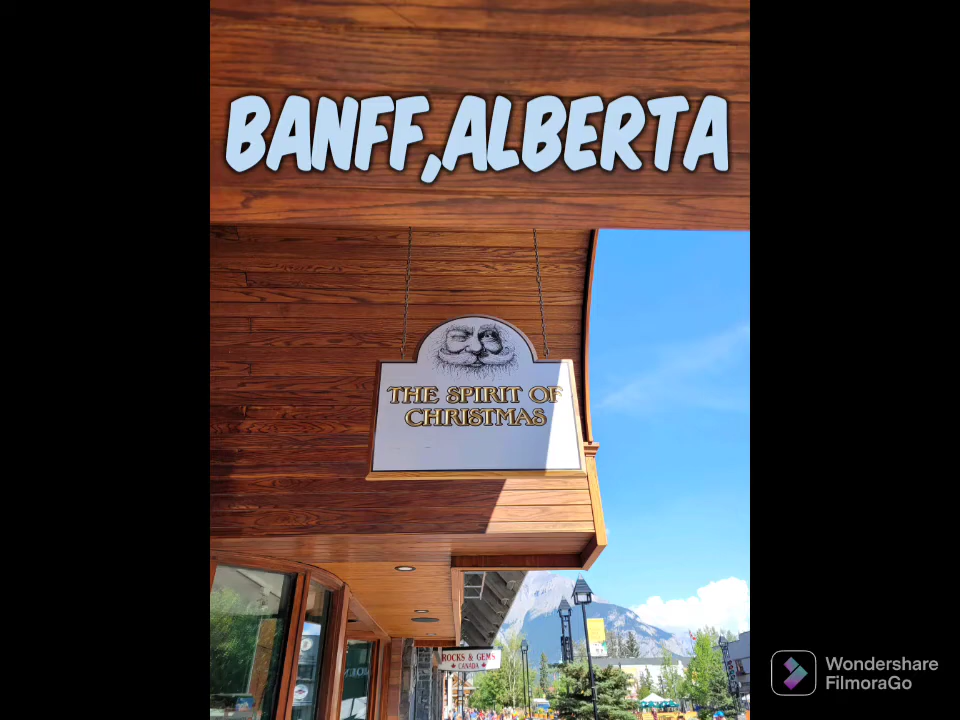 BANFF,ALBERTA
THE SPIRIT OF
CHRISTMAS
ROCKS & GEMS
CANADA
Wondershare
FilmoraGo